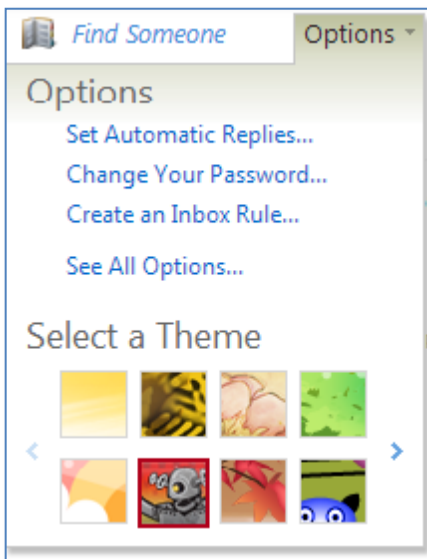 Find Someone
Options
Options
Set Automatic Replies...
Change Your Password...
Create an Inbox Rule...
See All Options...
Select a Theme